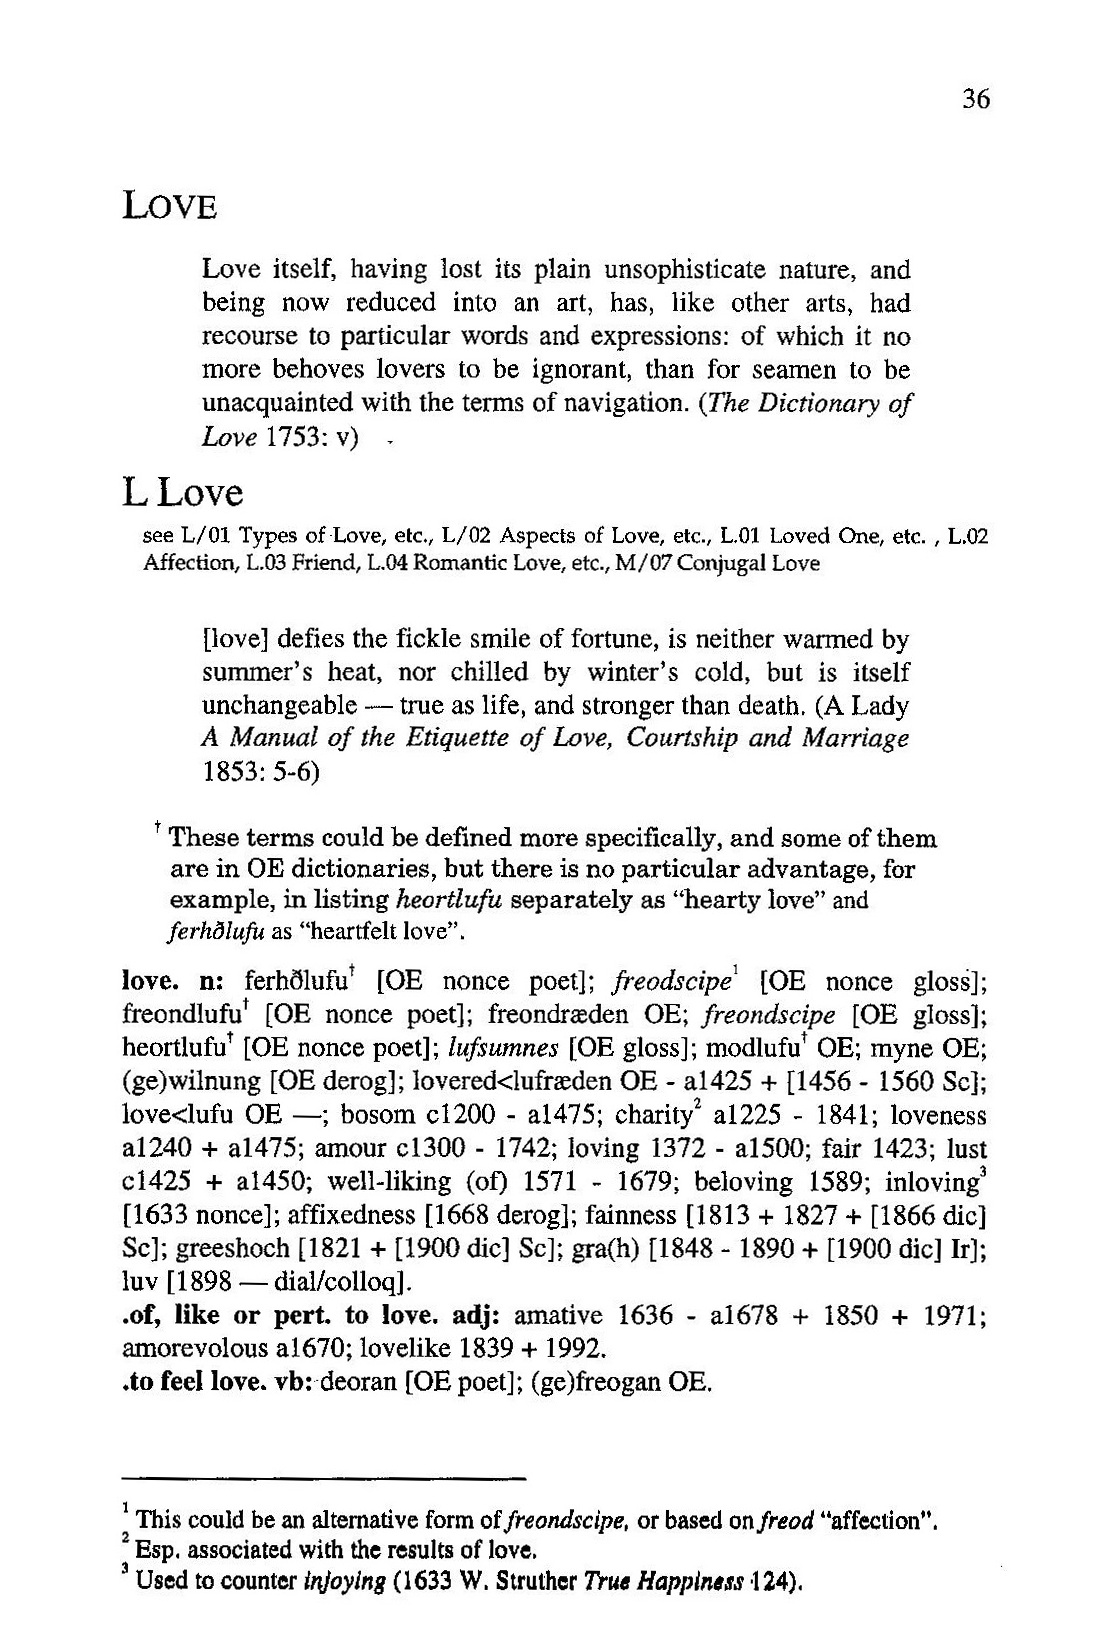 36
LOVE
Love itself, having lost its plain unsophisticate nature, and
being now reduced into an art, has, like other arts, had
recourse to particular words and expressions: of which it no
more behoves lovers to be ignorant, than for seamen to be
unacquainted with the terms of navigation. (The Dictionary of
Love 1753: v)
L Love
see L/01 Types of Love, etc., L/02 Aspects of Love, etc., L.01 Loved One, etc. , L.02
Affection, L.03 Friend, L.04 Romantic Love, etc., M/07 Conjugal Love
[love] defies the fickle smile of fortune, is neither warmed by
summer's heat, nor chilled by winter's cold, but is itself
unchangeable — true as life, and stronger than death. (A Lady
A Manual of the Etiquette of Love, Courtship and Marriage
1853: 5-6)
† These terms could be defined more specifically, and some of them
are in OE dictionaries, but there is no particular advantage, for
example, in listing heortlufu separately as “hearty love” and
ferhðlufu as “heartfelt love”.
love. n: ferhðlufu† [OE nonce poet]; freodscipe¹ [OE nonce gloss];
freondlufu† [OE nonce poet]; freondræden OE; freondscipe [OE gloss];
heortlufu† [OE nonce poet]; lufsumnes [OE gloss]; modlufu† OE; myne OE;
(ge)wilnung [OE derog]; lovered<lufræden OE - a1425 + [1456 - 1560 Sc];
love<lufu OE —; bosom c1200 - a1475; charity² a1225 - 1841; loveness
a1240 + a1475; amour c1300 - 1742; loving 1372 - a1500; fair 1423; lust
c1425 + a1450; well-liking (of) 1571 - 1679; beloving 1589; inloving³
[1633 nonce]; affixedness [1668 derog]; fainness [1813 + 1827 + [1866 dic]
Sc]; greeshoch [1821 + [1900 dic] Sc]; gra(h) [1848 - 1890 + [1900 dic] Ir];
luv [1898 — dial/colloq].
.of, like or pert. to love. adj: amative 1636 - a1678 + 1850 + 1971;
amorevolous a1670; lovelike 1839 + 1992.
.to feel love. vb: deoran [OE poet]; (ge)freogan OE.
¹ This could be an alternative form of freondscipe, or based on freod “affection”.
² Esp. associated with the results of love.
³ Used to counter injoying (1633 W. Struther True Happiness 124).